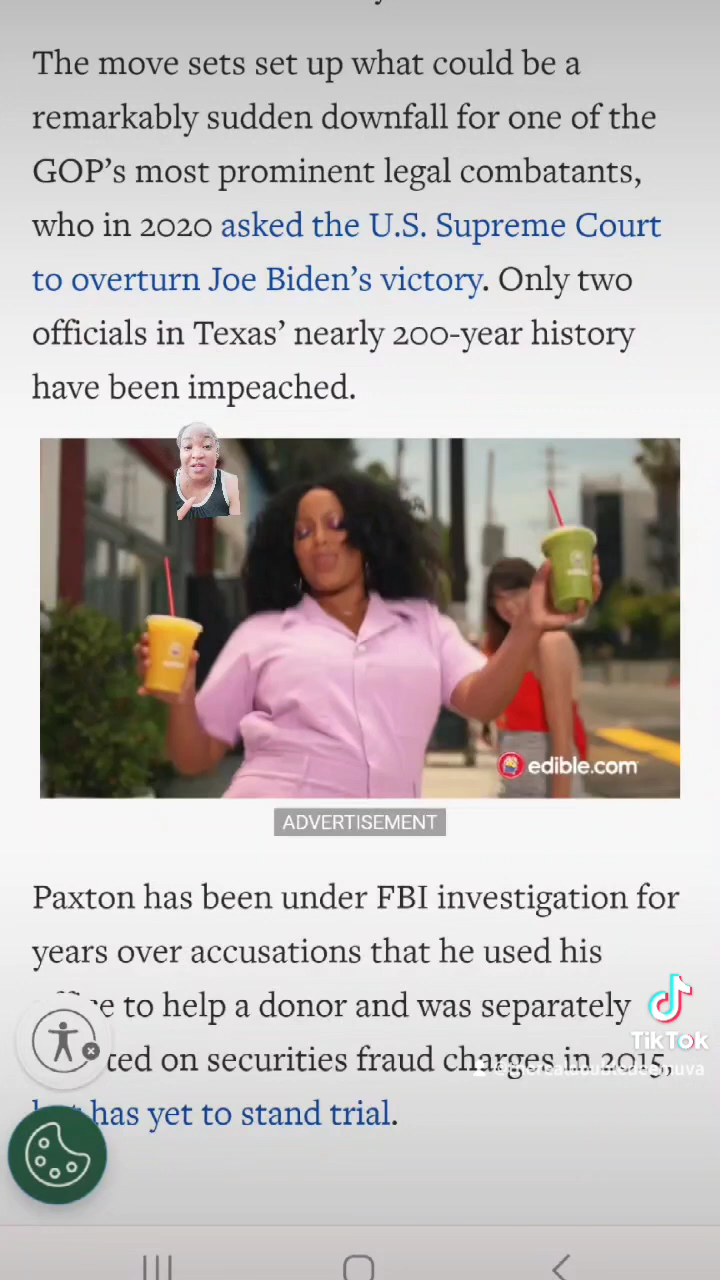 The move sets set up what could be a
remarkably sudden downfall for one of the
GOP's most prominent legal combatants,
who in 2020 asked the U.S. Supreme Court
to overturn Joe Biden's victory. Only two
officials in Texas' nearly 200-year history
have been impeached.
edible.com
ADVERTISEMENT
Paxton has been under FBI investigation for
years over accusations that he used his
to help a donor and was separately
on securities fraud charges in 2015,
has yet to stand trial.
TikTok